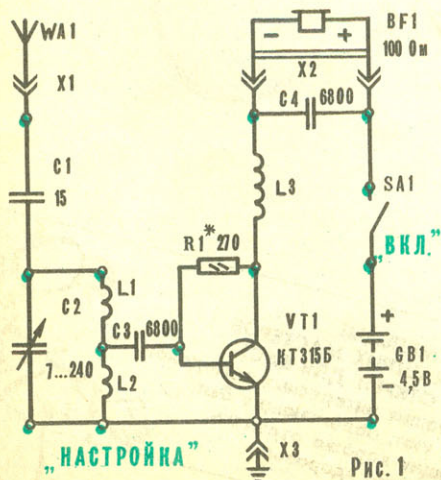 WA1
BF1
100 Ом
− +
X1
X2
C4 6800
C1
15
L3
SA1
„ВКЛ."
R1* 270
L1
C2
C3 6800
VT1
КТ315Б
+
7...240
L2
GB1
− 4,5В
„НАСТРОЙКА"
X3
Рис. 1